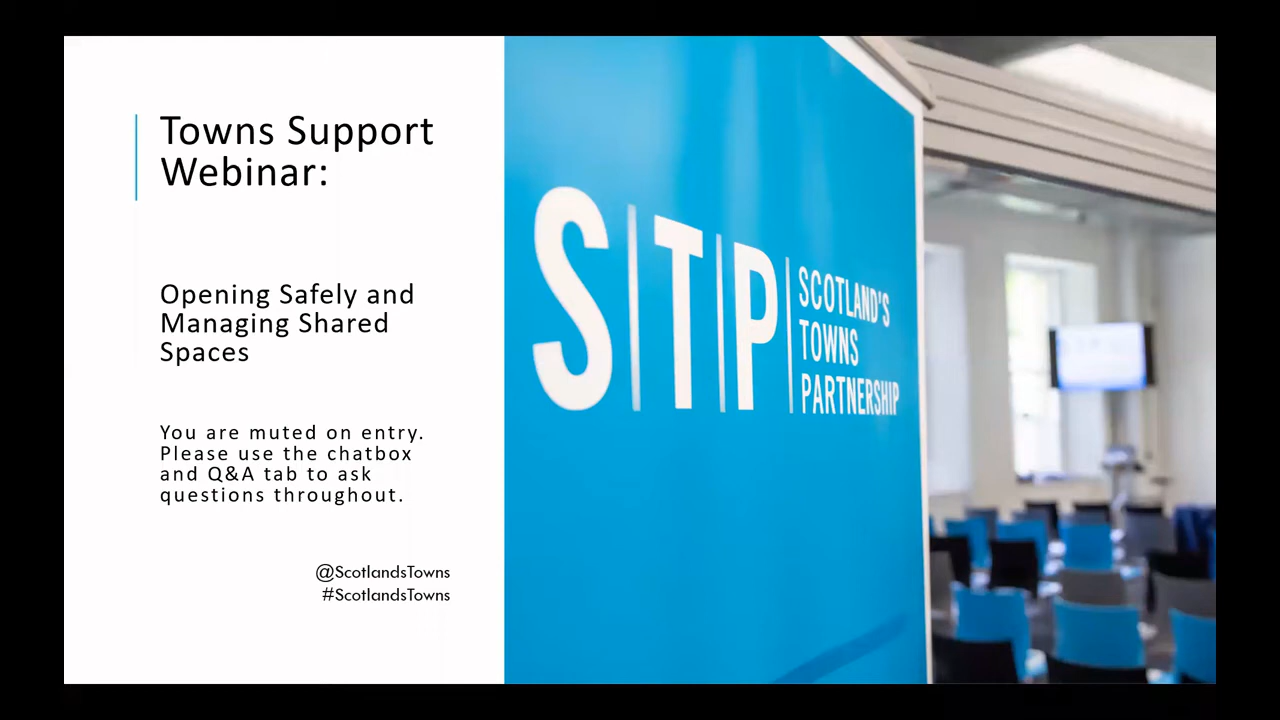 Towns Support
Webinar:
Opening Safely and
Managing Shared
Spaces
You are muted on entry.
Please use the chatbox
and Q&A tab to ask
questions throughout.
@ScotlandsTowns
#ScotlandsTowns
S|T|P
SCOTLAND'S
TOWNS
PARTNERSHIP